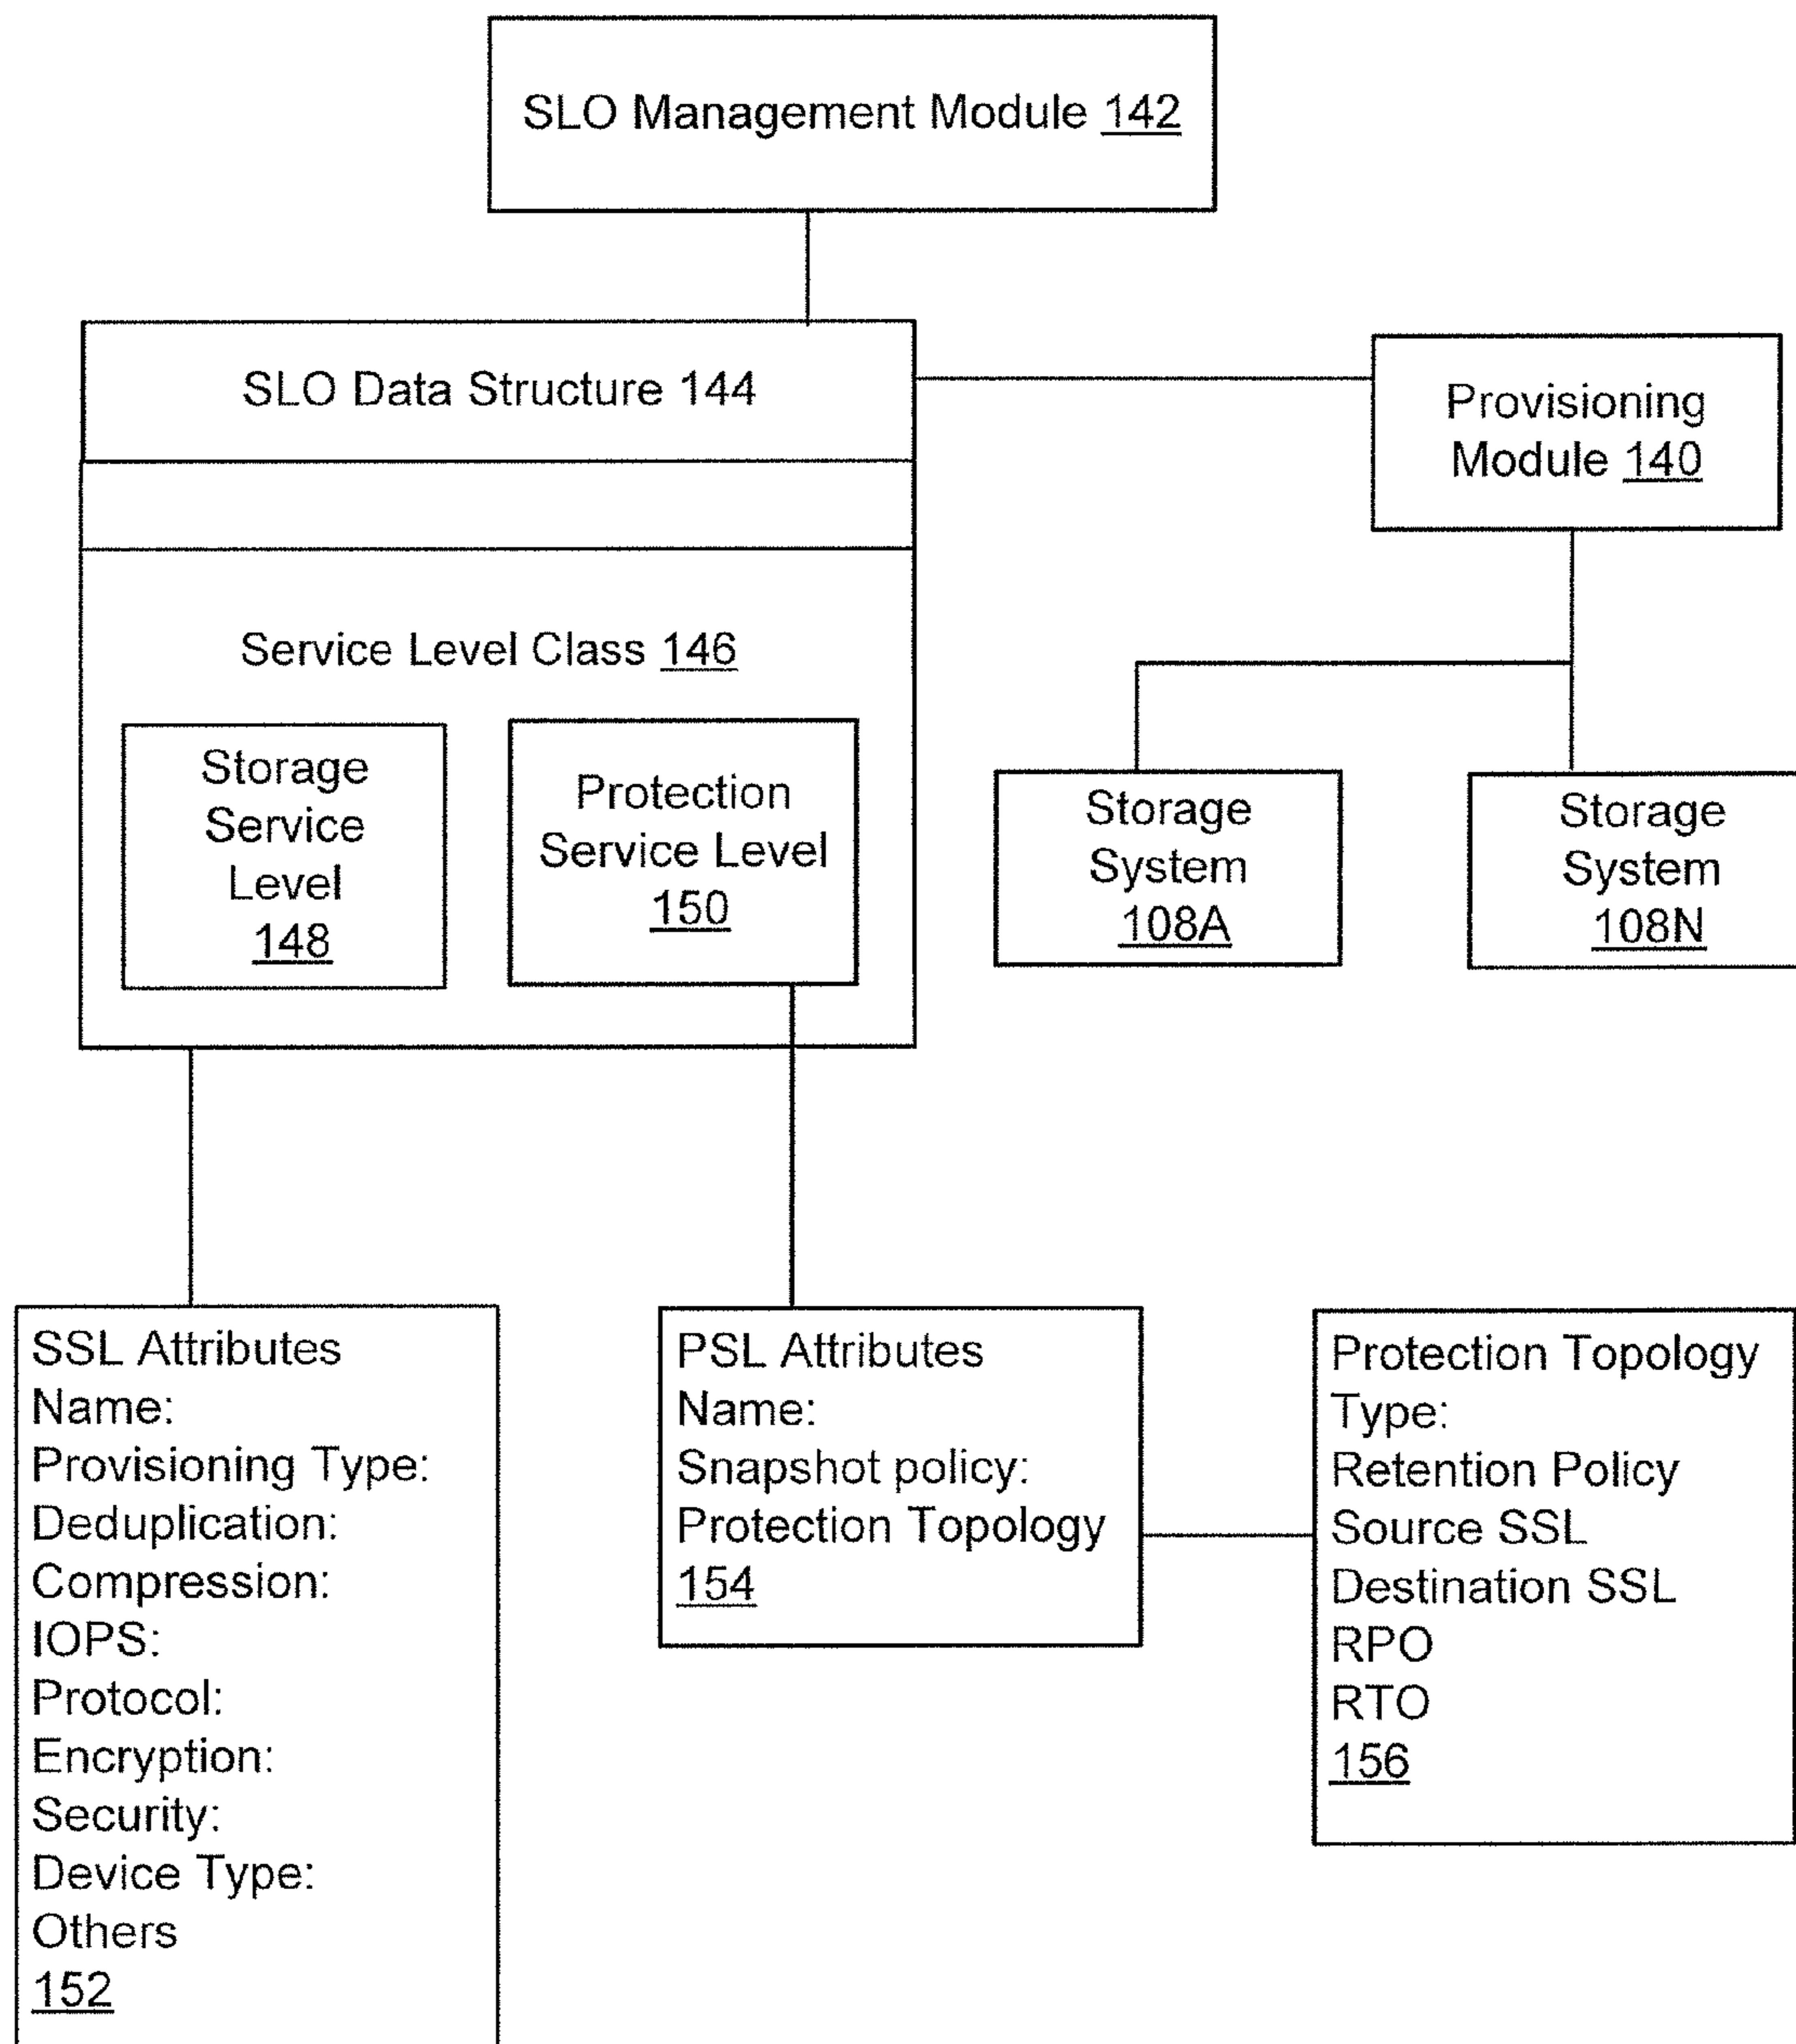 SLO Management Module 142
SLO Data Structure 144
Provisioning
Module 140
Service Level Class 146
Storage
Service
Level
148
Protection
Service Level
150
Storage
System
108A
Storage
System
108N
SSL Attributes
Name:
Provisioning Type:
Deduplication:
Compression:
IOPS:
Protocol:
Encryption:
Security:
Device Type:
Others
152
PSL Attributes
Name:
Snapshot policy:
Protection Topology
154
Protection Topology
Type:
Retention Policy
Source SSL
Destination SSL
RPO
RTO
156